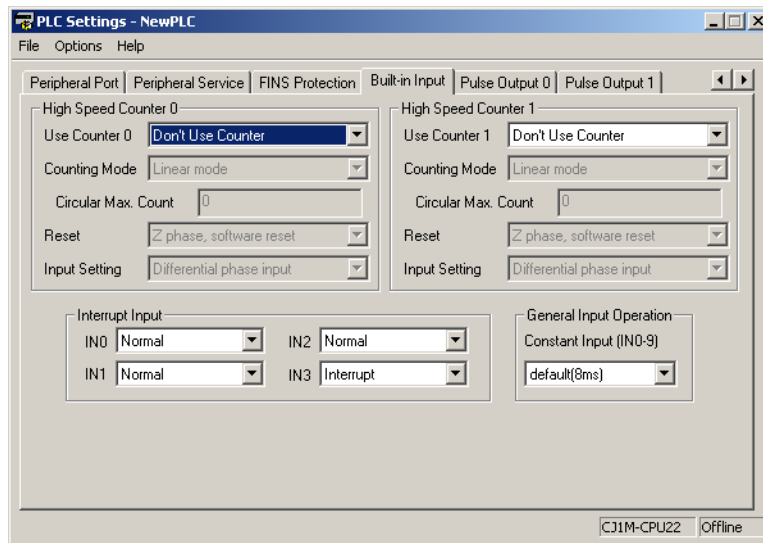 PLC Settings - NewPLC
File Options Help
Peripheral Port Peripheral Service FINS Protection Built-in Input Pulse Output 0 Pulse Output 1
High Speed Counter 0
Use Counter 0 Don't Use Counter
Counting Mode Linear mode
Circular Max. Count 0
Reset Z phase, software reset
Input Setting Differential phase input
High Speed Counter 1
Use Counter 1 Don't Use Counter
Counting Mode Linear mode
Circular Max. Count 0
Reset Z phase, software reset
Input Setting Differential phase input
Interrupt Input
IN0 Normal IN2 Normal
IN1 Normal IN3 Interrupt
General Input Operation
Constant Input (IN0-9)
default(8ms)
CJ1M-CPU22 Offline